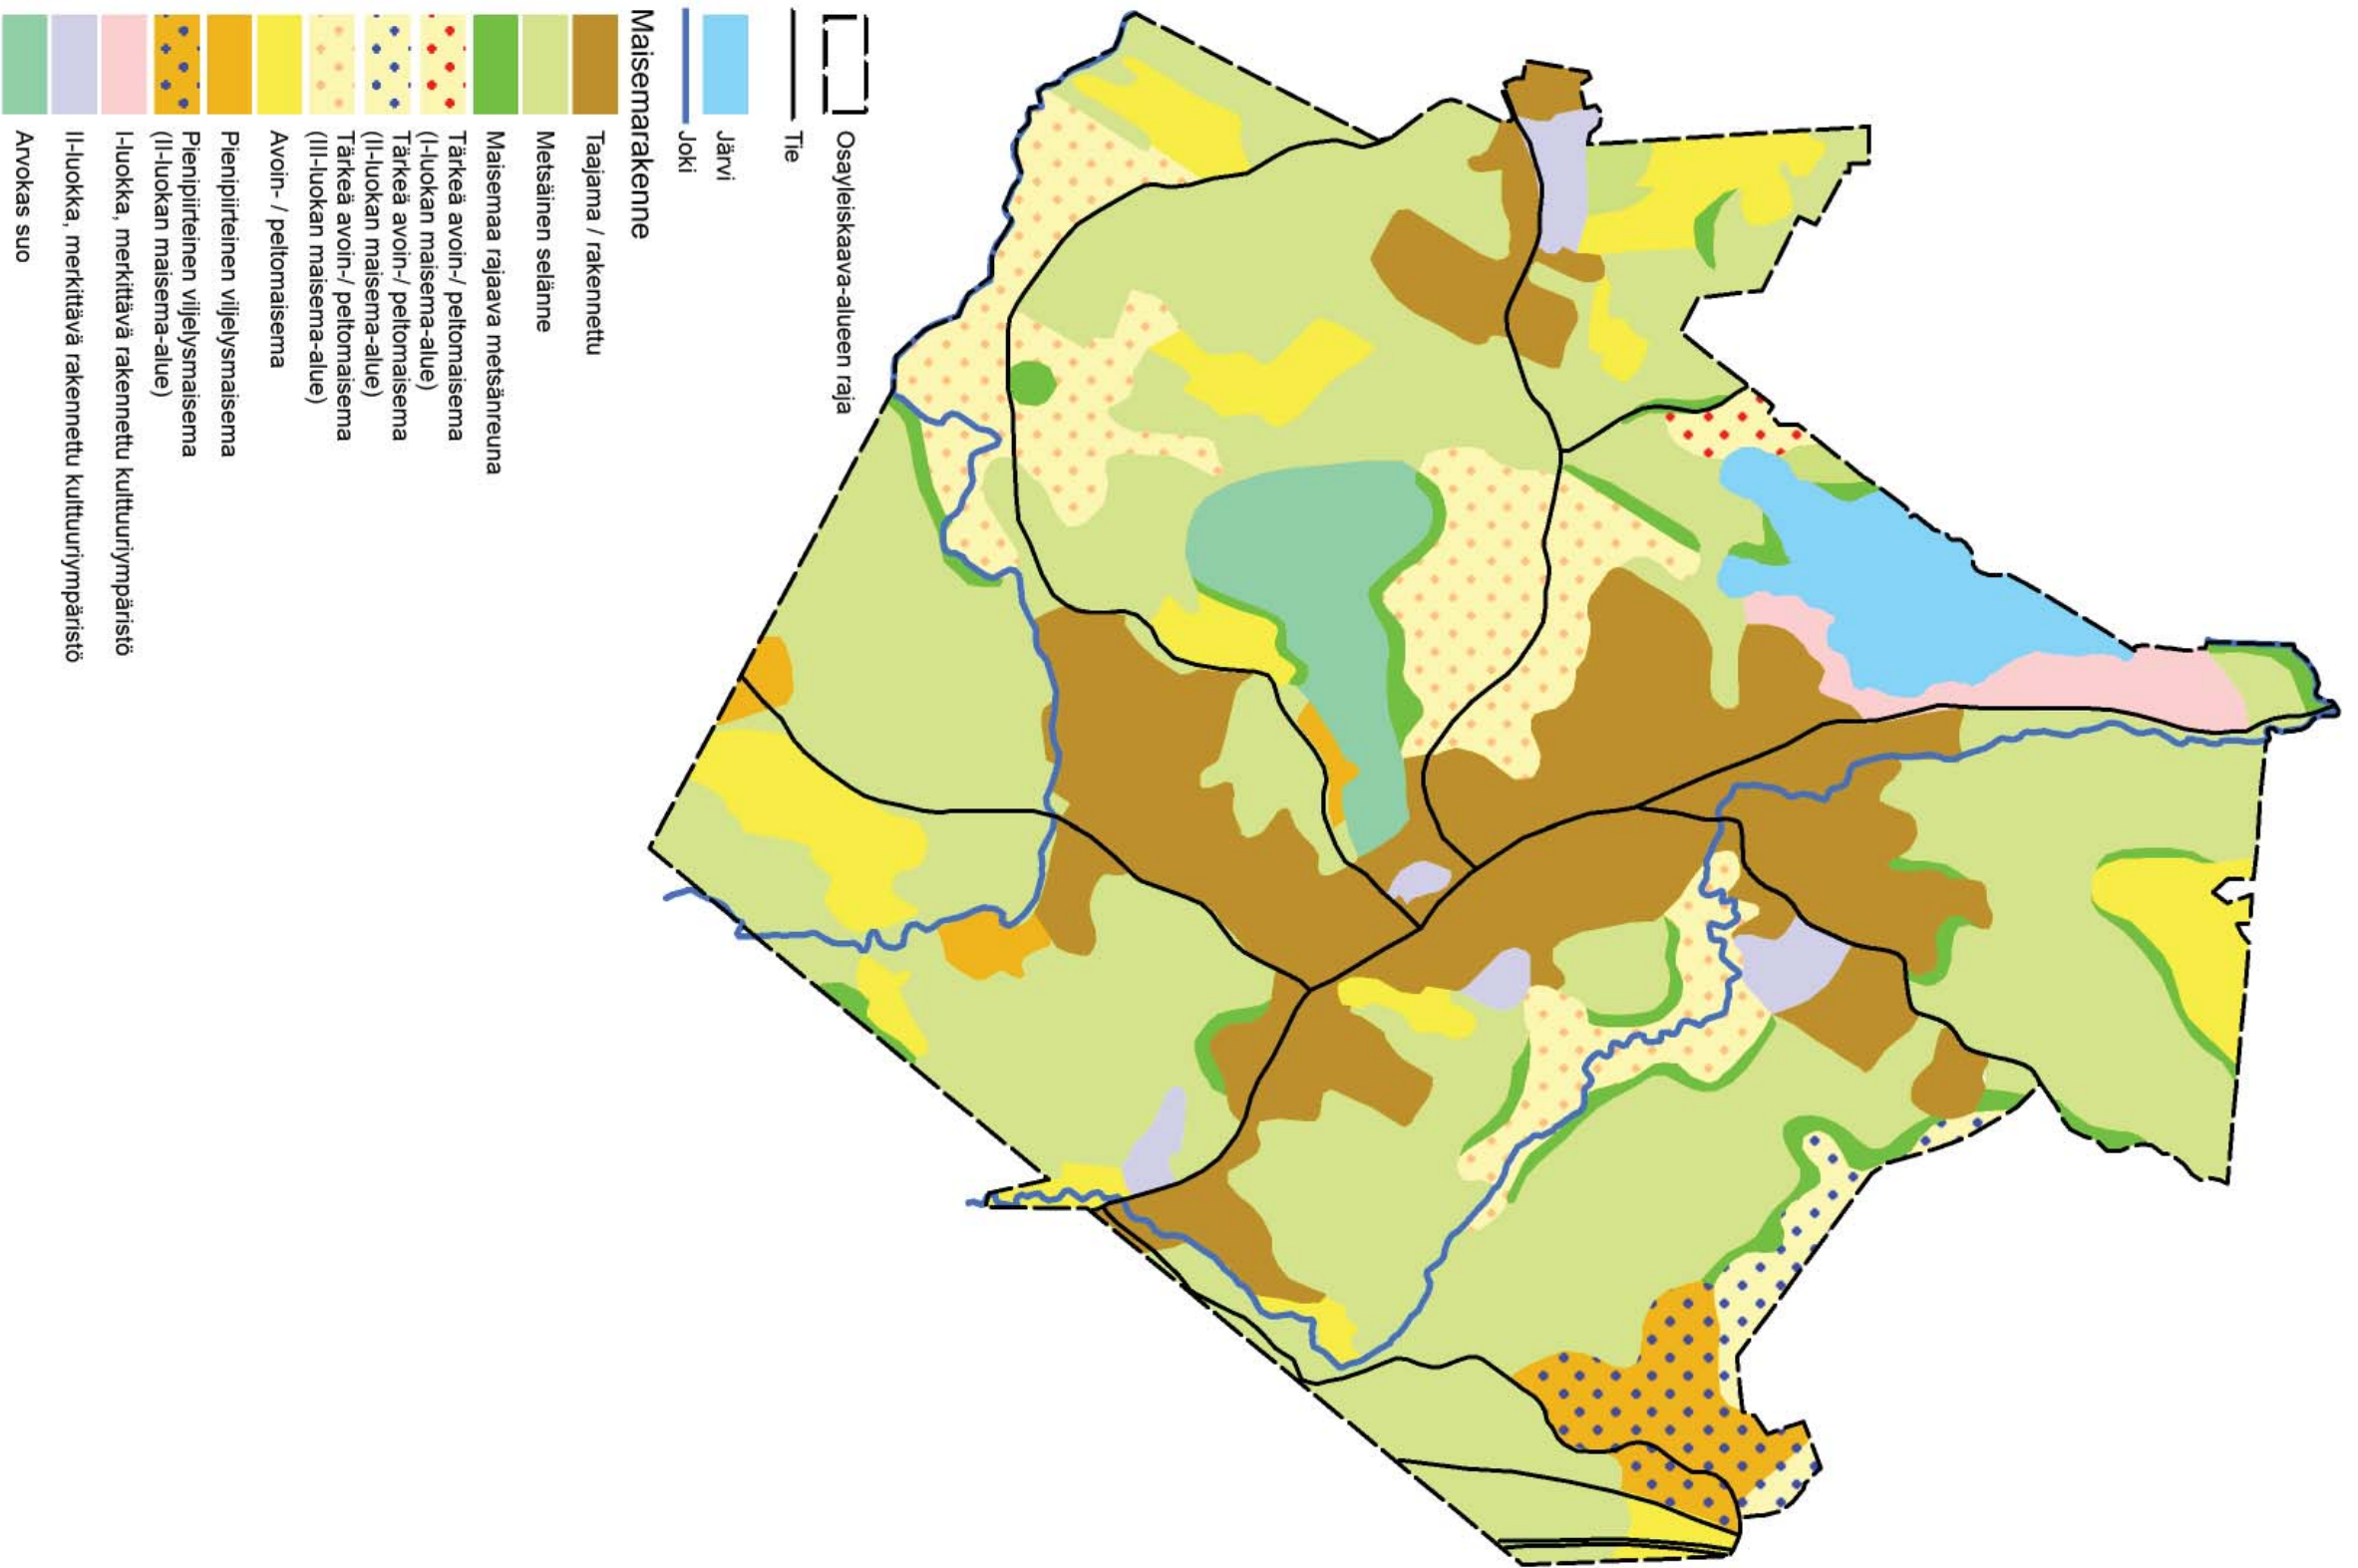 Osayleiskaava-alueen raja
Tie
Järvi
Joki
Maisemarakenne
Taajama / rakennettu
Metsäinen selänne
Maisemaa rajaava metsänreuna
Tärkeä avoin-/ peltomaisema
(I-luokan maisema-alue)
Tärkeä avoin-/ peltomaisema
(II-luokan maisema-alue)
Tärkeä avoin-/ peltomaisema
(III-luokan maisema-alue)
Avoin- / peltomaisema
Pienipiirteinen viljelysmaisema
Pienipiirteinen viljelysmaisema
(II-luokan maisema-alue)
I-luokka, merkittävä rakennettu kulttuuriympäristö
II-luokka, merkittävä rakennettu kulttuuriympäristö
Arvokas suo